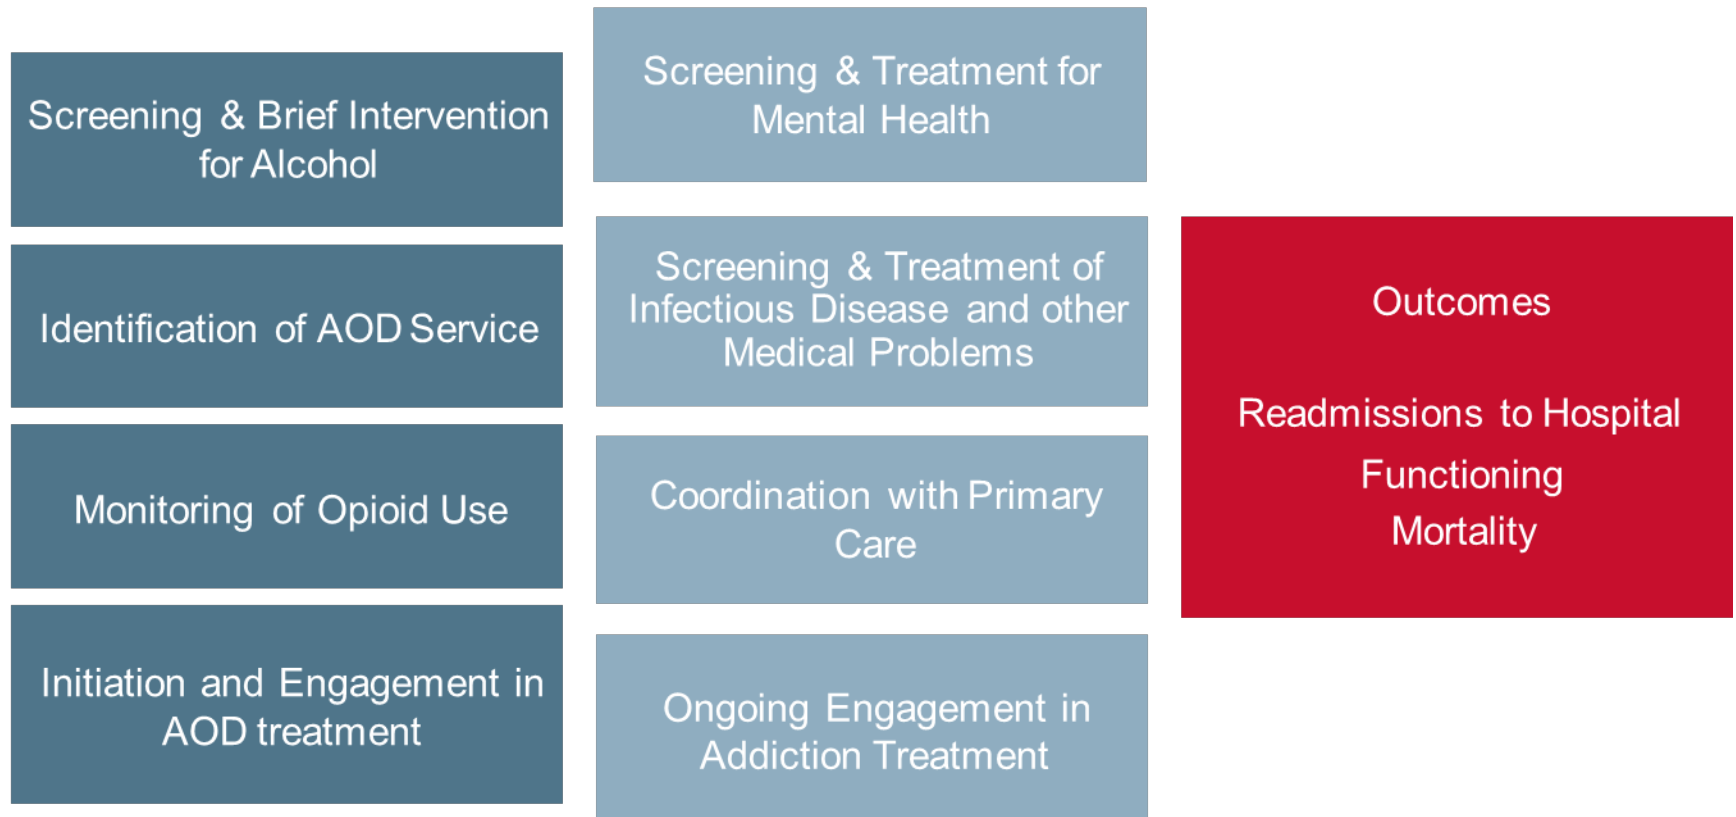 Screening & Brief Intervention
for Alcohol
Identification of AOD Service
Monitoring of Opioid Use
Initiation and Engagement in
AOD treatment
Screening & Treatment for
Mental Health
Screening & Treatment of
Infectious Disease and other
Medical Problems
Coordination with Primary
Care
Ongoing Engagement in
Addiction Treatment
Outcomes
Readmissions to Hospital
Functioning
Mortality